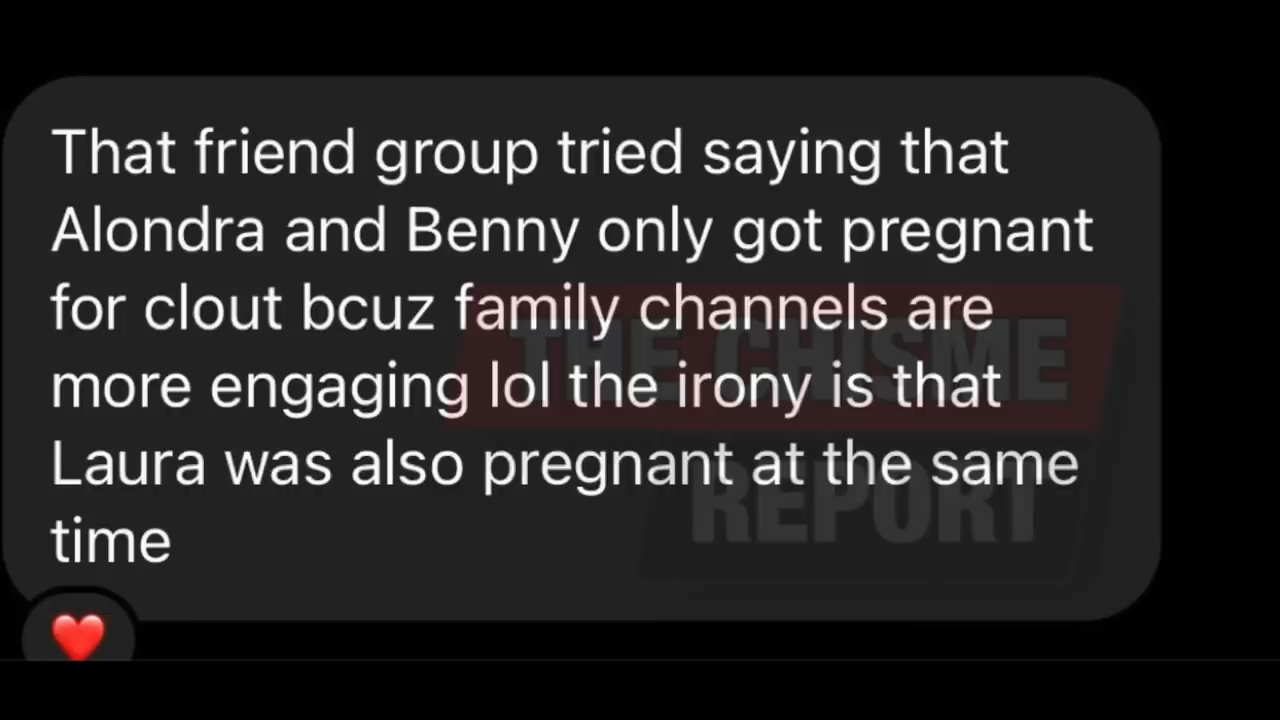 That friend group tried saying that
Alondra and Benny only got pregnant
for clout bcuz family channels are
more engaging lol the irony is that
Laura was also pregnant at the same
time
THE CHISME
REPORT